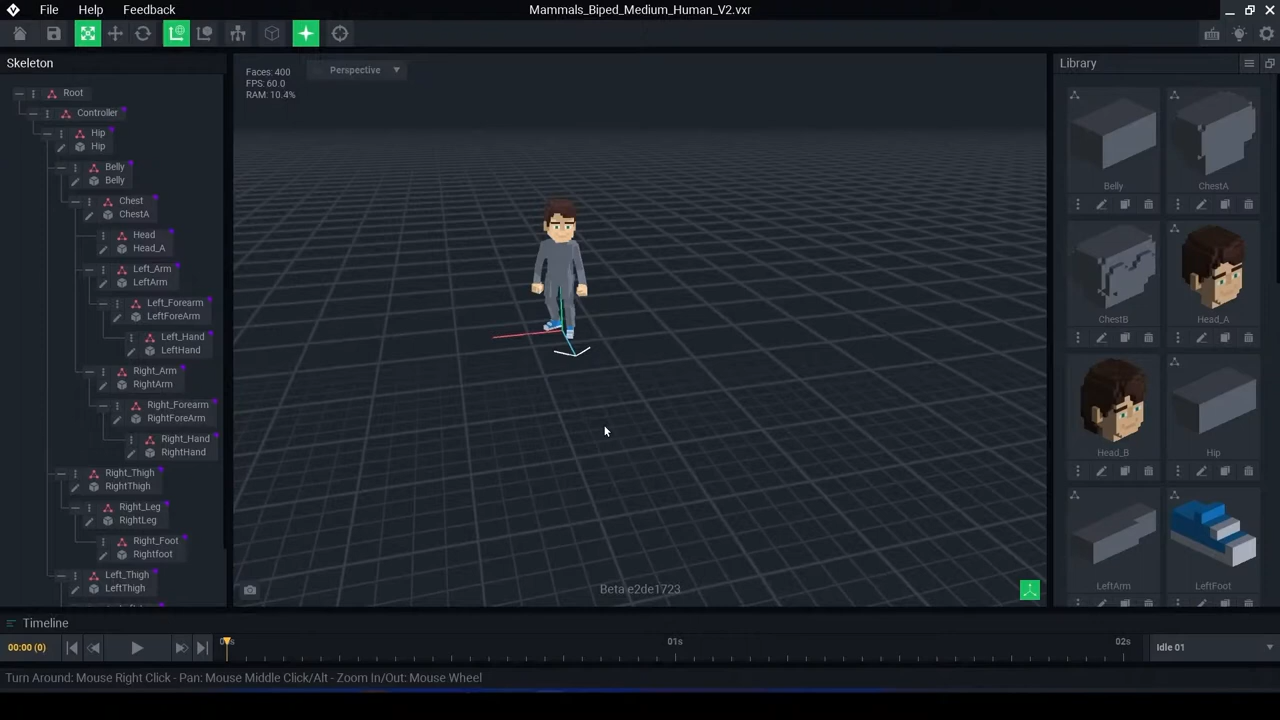 File Help Feedback Mammals_Biped_Medium_Human_V2.vxr
Skeleton
Root
Controller
Hip
Hip
Belly
Belly
Chest
ChestA
Head
Head_A
Left_Arm
LeftArm
Left_Forearm
LeftForeArm
Left_Hand
LeftHand
Right_Arm
RightArm
Right_Forearm
RightForeArm
Right_Hand
RightHand
Right_Thigh
RightThigh
Right_Leg
RightLeg
Right_Foot
Rightfoot
Left_Thigh
LeftThigh
Faces: 400
FPS: 60.0
RAM: 10.4%
Perspective
Beta e2de1723
Library
Belly ChestA
ChestB Head_A
Head_B Hip
LeftArm LeftFoot
Timeline
00:00 (0) 01s 02s Idle 01
Turn Around: Mouse Right Click - Pan: Mouse Middle Click/Alt - Zoom In/Out: Mouse Wheel